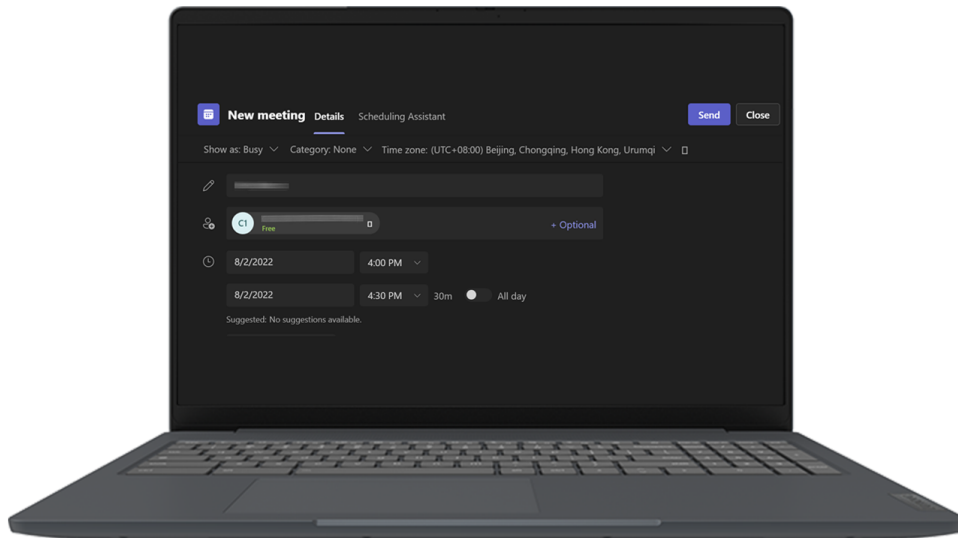 New meeting Details Scheduling Assistant Send Close
Show as: Busy Category: None Time zone: (UTC+08:00) Beijing, Chongqing, Hong Kong, Urumqi
C1 Free + Optional
8/2/2022 4:00 PM
8/2/2022 4:30 PM 30m All day
Suggested: No suggestions available.